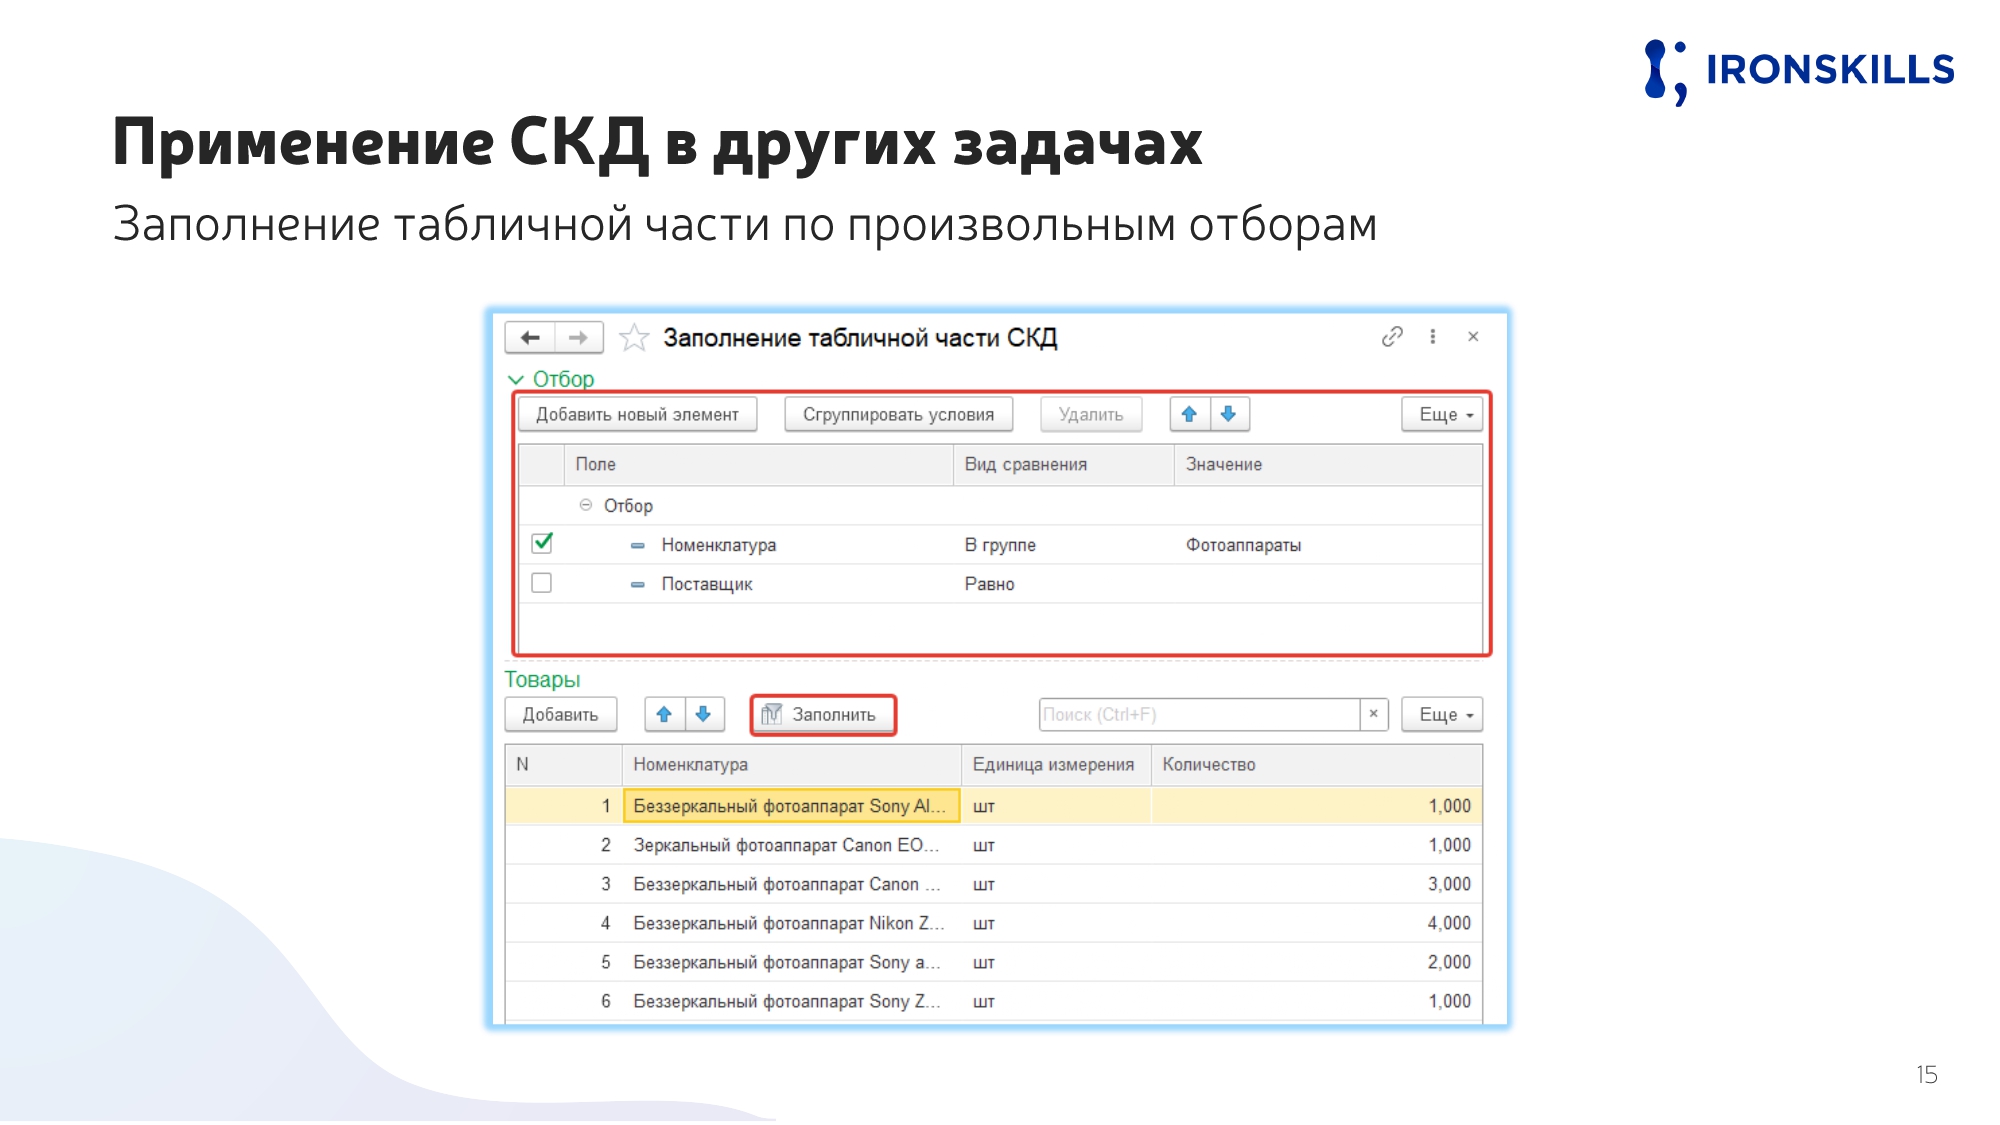 IRONSKILLS
Применение СКД в других задачах
Заполнение табличной части по произвольным отборам
Заполнение табличной части СКД
Отбор
Добавить новый элемент Сгруппировать условия Удалить Еще
Поле Вид сравнения Значение
Отбор
Номенклатура В группе Фотоаппараты
Поставщик Равно
Товары
Добавить Заполнить Поиск (Ctrl+F) × Еще
N Номенклатура Единица измерения Количество
1 Беззеркальный фотоаппарат Sony Al... шт 1,000
2 Зеркальный фотоаппарат Canon EO... шт 1,000
3 Беззеркальный фотоаппарат Canon ... шт 3,000
4 Беззеркальный фотоаппарат Nikon Z... шт 4,000
5 Беззеркальный фотоаппарат Sony a... шт 2,000
6 Беззеркальный фотоаппарат Sony Z... шт 1,000
15